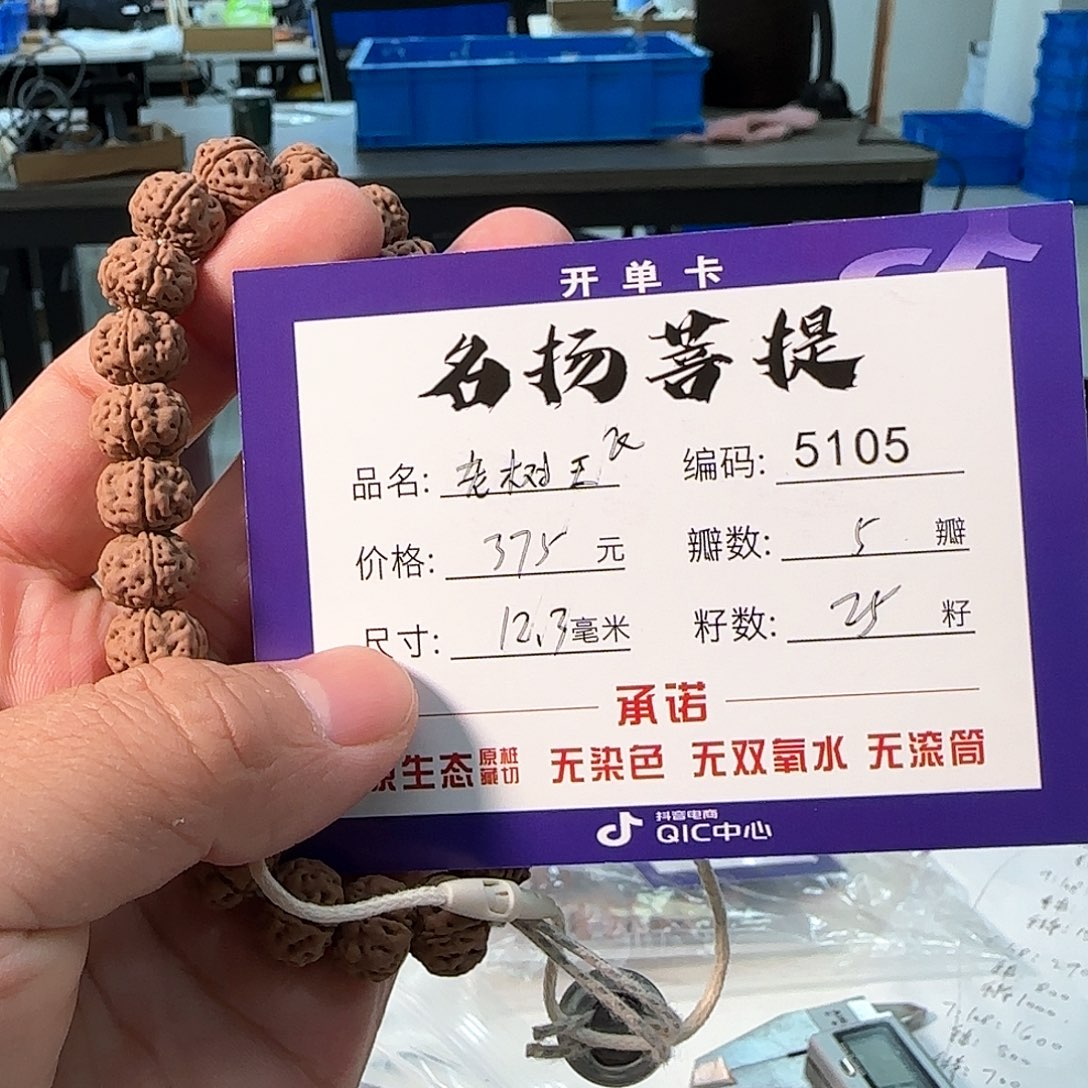 开单卡
名扬菩提
品名: 老树王 编码: 5105
价格: 375 元 瓣数: 5 瓣
尺寸: 12.3 毫米 籽数: 25 籽
承诺
原生态 原桩藏切 无染色 无双氧水 无滚筒
抖音电商
QIC中心